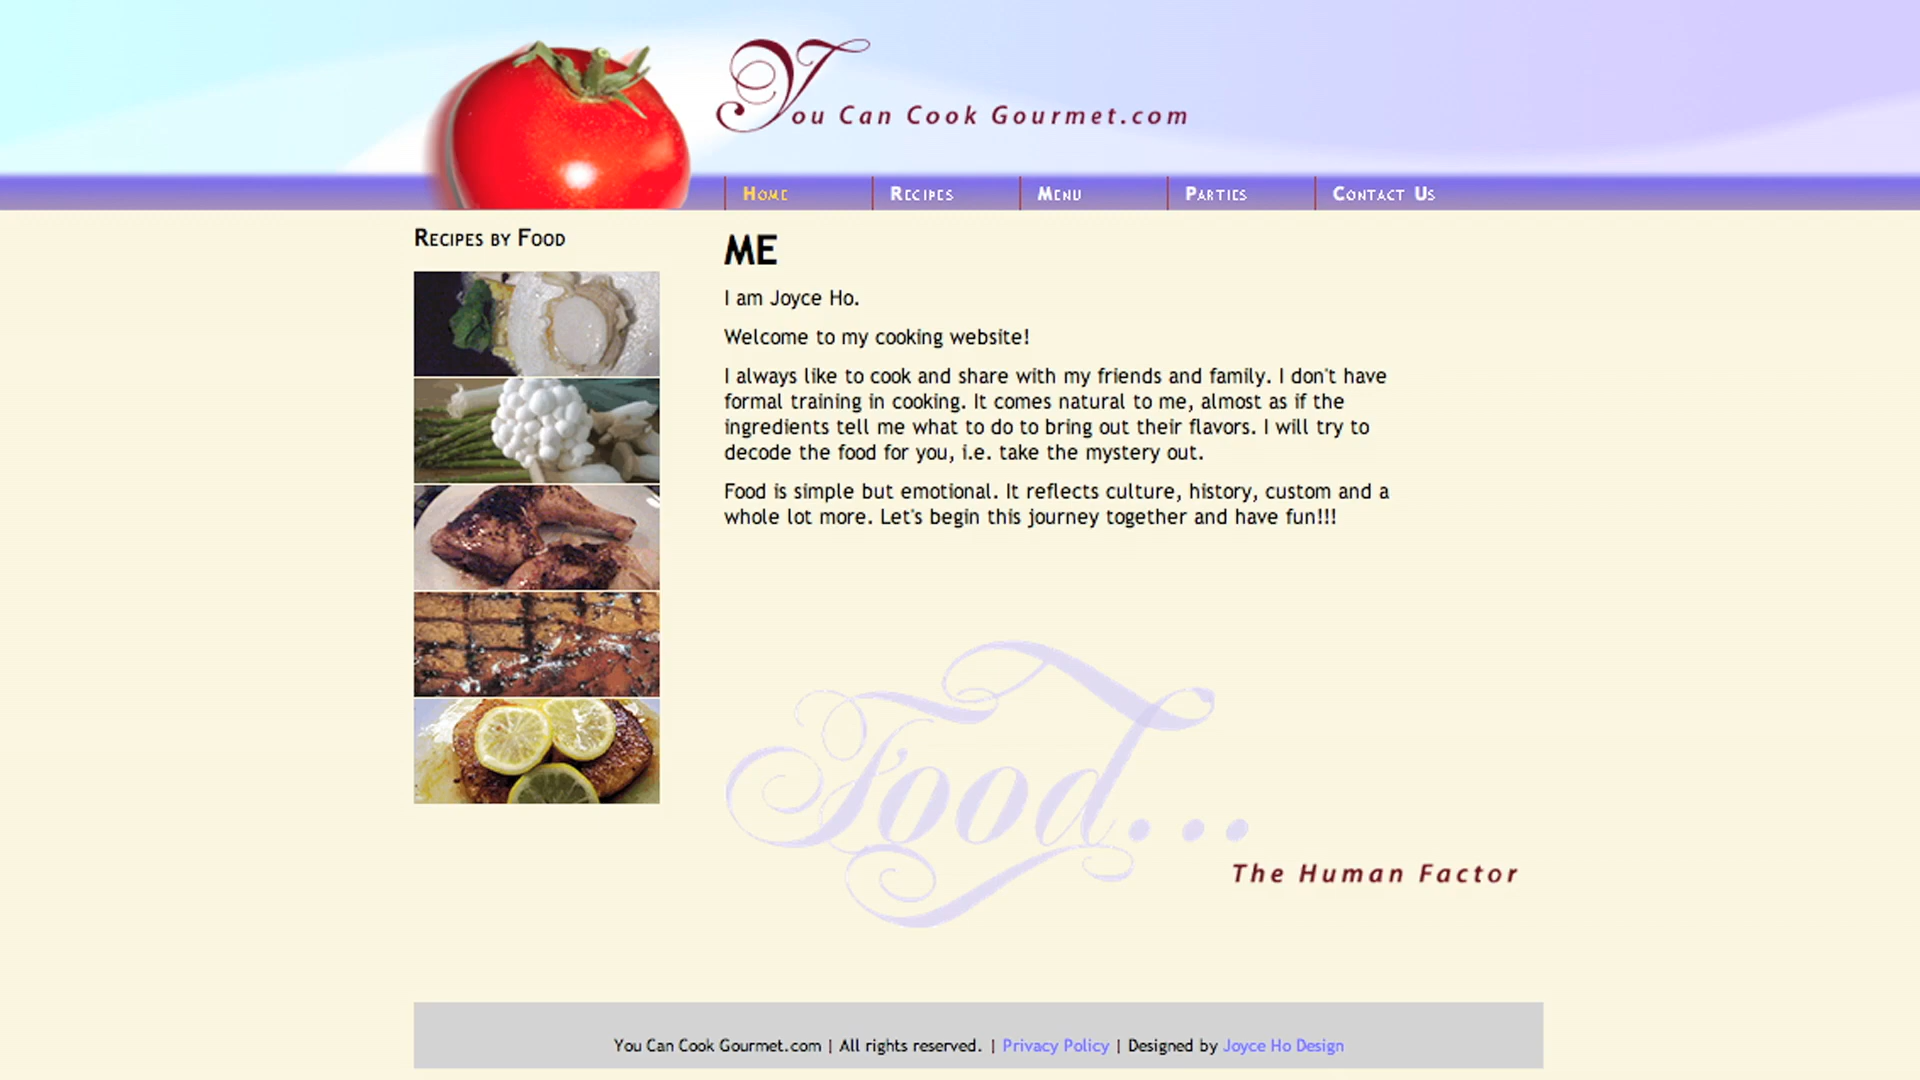 You Can Cook Gourmet.com
Home
Recipes
Menu
Parties
Contact Us
Recipes by Food
ME
I am Joyce Ho.
Welcome to my cooking website!
I always like to cook and share with my friends and family. I don't have
formal training in cooking. It comes natural to me, almost as if the
ingredients tell me what to do to bring out their flavors. I will try to
decode the food for you, i.e. take the mystery out.
Food is simple but emotional. It reflects culture, history, custom and a
whole lot more. Let's begin this journey together and have fun!!!
Food...
The Human Factor
You Can Cook Gourmet.com | All rights reserved. | Privacy Policy | Designed by Joyce Ho Design